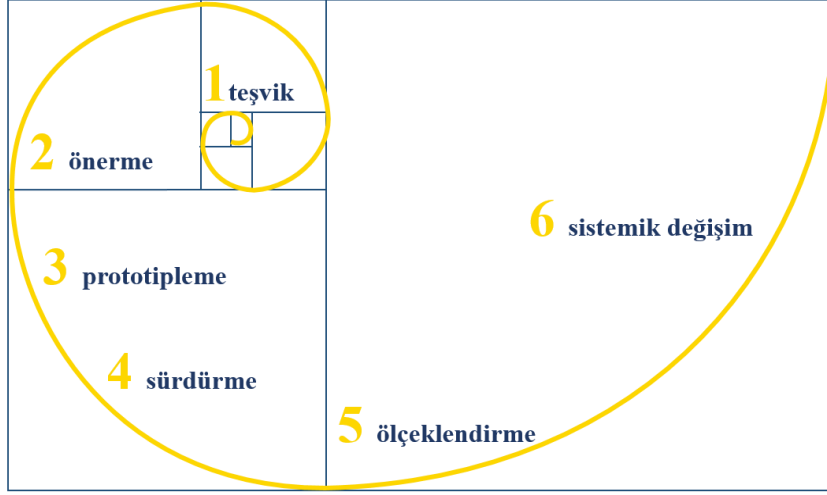 1 teşvik
2 önerme
3 prototipleme
4 sürdürme
5 ölçeklendirme
6 sistemik değişim